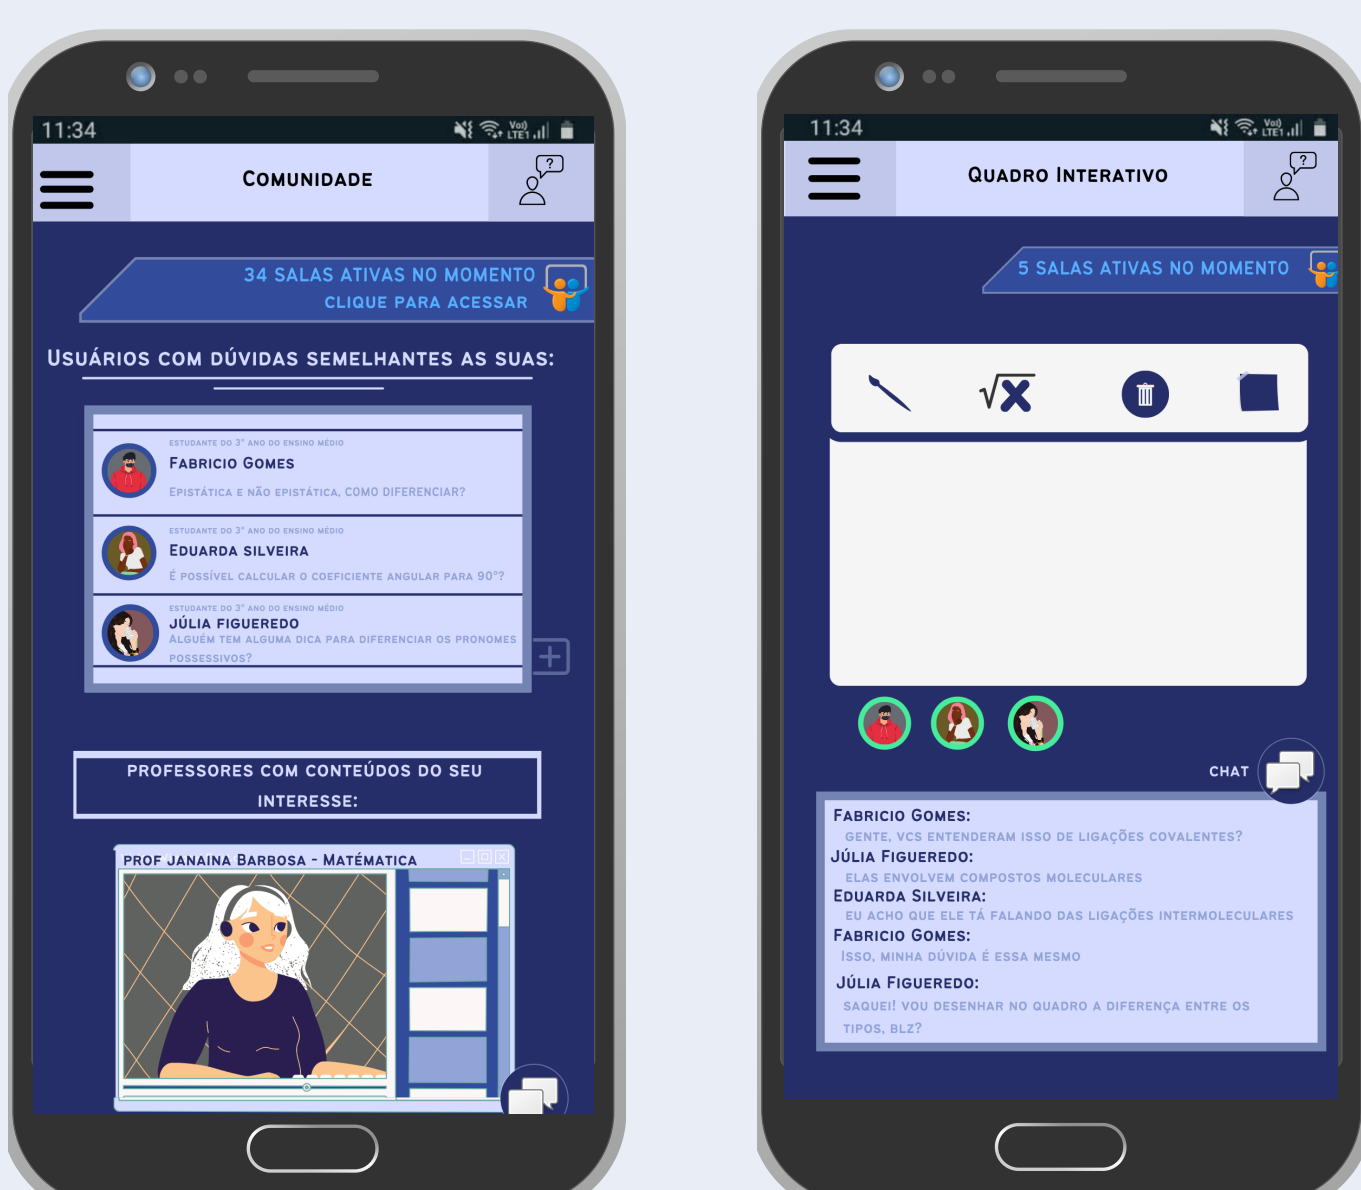 11:34
Vo))
LTE1
COMUNIDADE
?
34 SALAS ATIVAS NO MOMENTO
CLIQUE PARA ACESSAR
USUÁRIOS COM DÚVIDAS SEMELHANTES AS SUAS:
ESTUDANTE DO 3° ANO DO ENSINO MÉDIO
FABRICIO GOMES
EPISTÁTICA E NÃO EPISTÁTICA, COMO DIFERENCIAR?
ESTUDANTE DO 3° ANO DO ENSINO MÉDIO
EDUARDA SILVEIRA
É POSSÍVEL CALCULAR O COEFICIENTE ANGULAR PARA 90°?
ESTUDANTE DO 3° ANO DO ENSINO MÉDIO
JÚLIA FIGUEREDO
ALGUÉM TEM ALGUMA DICA PARA DIFERENCIAR OS PRONOMES
POSSESSIVOS?
PROFESSORES COM CONTEÚDOS DO SEU
INTERESSE:
PROF JANAINA BARBOSA - MATÉMATICA
11:34
Vo))
LTE1
QUADRO INTERATIVO
?
5 SALAS ATIVAS NO MOMENTO
√X
CHAT
FABRICIO GOMES:
GENTE, VCS ENTENDERAM ISSO DE LIGAÇÕES COVALENTES?
JÚLIA FIGUEREDO:
ELAS ENVOLVEM COMPOSTOS MOLECULARES
EDUARDA SILVEIRA:
EU ACHO QUE ELE TÁ FALANDO DAS LIGAÇÕES INTERMOLECULARES
FABRICIO GOMES:
ISSO, MINHA DÚVIDA É ESSA MESMO
JÚLIA FIGUEREDO:
SAQUEI! VOU DESENHAR NO QUADRO A DIFERENÇA ENTRE OS
TIPOS, BLZ?